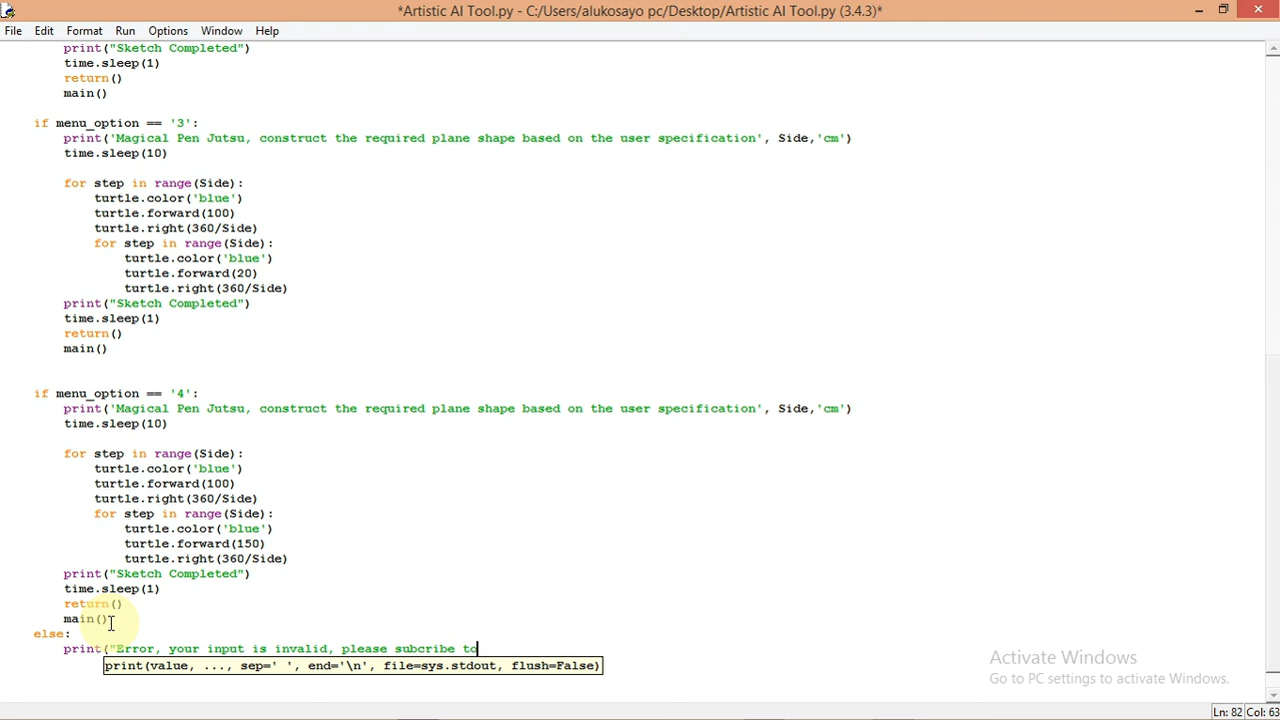 *Artistic AI Tool.py - C:/Users/alukosayo pc/Desktop/Artistic AI Tool.py (3.4.3)*
File Edit Format Run Options Window Help
print("Sketch Completed")
time.sleep(1)
return()
main()
if menu_option == '3':
print('Magical Pen Jutsu, construct the required plane shape based on the user specification', Side,'cm')
time.sleep(10)
for step in range(Side):
turtle.color('blue')
turtle.forward(100)
turtle.right(360/Side)
for step in range(Side):
turtle.color('blue')
turtle.forward(20)
turtle.right(360/Side)
print("Sketch Completed")
time.sleep(1)
return()
main()
if menu_option == '4':
print('Magical Pen Jutsu, construct the required plane shape based on the user specification', Side,'cm')
time.sleep(10)
for step in range(Side):
turtle.color('blue')
turtle.forward(100)
turtle.right(360/Side)
for step in range(Side):
turtle.color('blue')
turtle.forward(150)
turtle.right(360/Side)
print("Sketch Completed")
time.sleep(1)
return()
main()
else:
print("Error, your input is invalid, please subcribe to
print(value, ..., sep=' ', end='\n', file=sys.stdout, flush=False)
Activate Windows
Go to PC settings to activate Windows.
Ln: 82 Col: 63